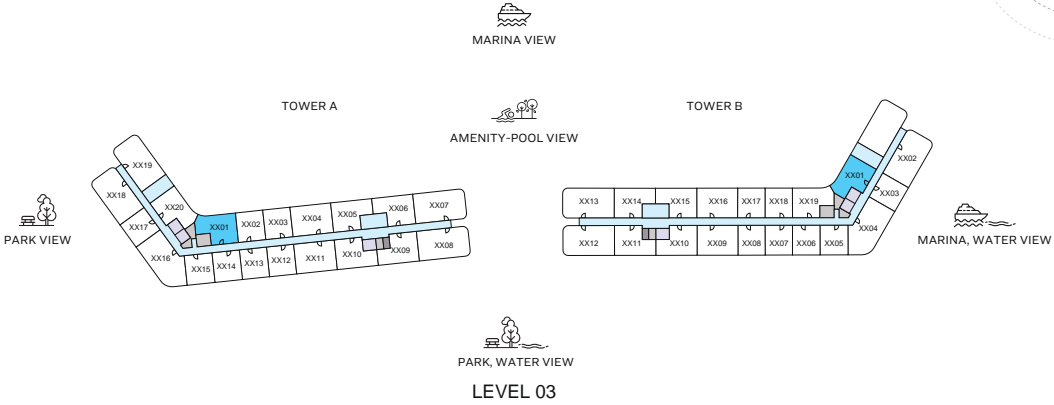 MARINA VIEW
TOWER A
TOWER B
AMENITY-POOL VIEW
XX19
XX18
XX20
XX17
XX16
XX01
XX02
XX03
XX04
XX05
XX06
XX07
XX15
XX14
XX13
XX12
XX11
XX10
XX09
XX08
XX02
XX01
XX03
XX13
XX14
XX15
XX16
XX17
XX18
XX19
XX04
XX12
XX11
XX10
XX09
XX08
XX07
XX06
XX05
PARK VIEW
MARINA, WATER VIEW
PARK, WATER VIEW
LEVEL 03